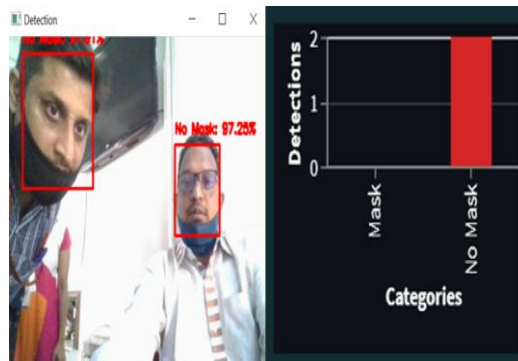 Detection
No Mask: 97.25%
Detections
2
1
0
Mask
No Mask
Categories